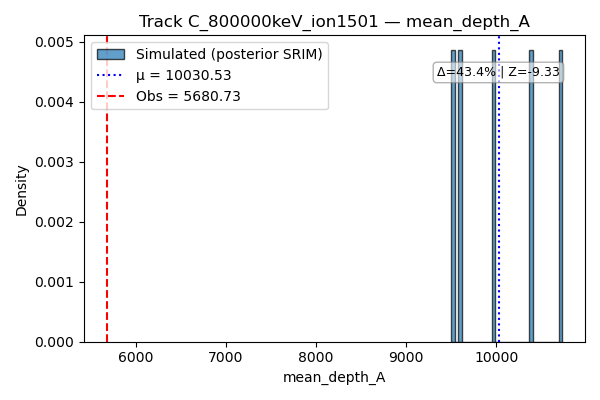 Track C_800000keV_ion1501 — mean_depth_A
Simulated (posterior SRIM)
μ = 10030.53
Obs = 5680.73
Δ=43.4% | Z=-9.33
Density
0.005
0.004
0.003
0.002
0.001
0.000
6000 7000 8000 9000 10000
mean_depth_A